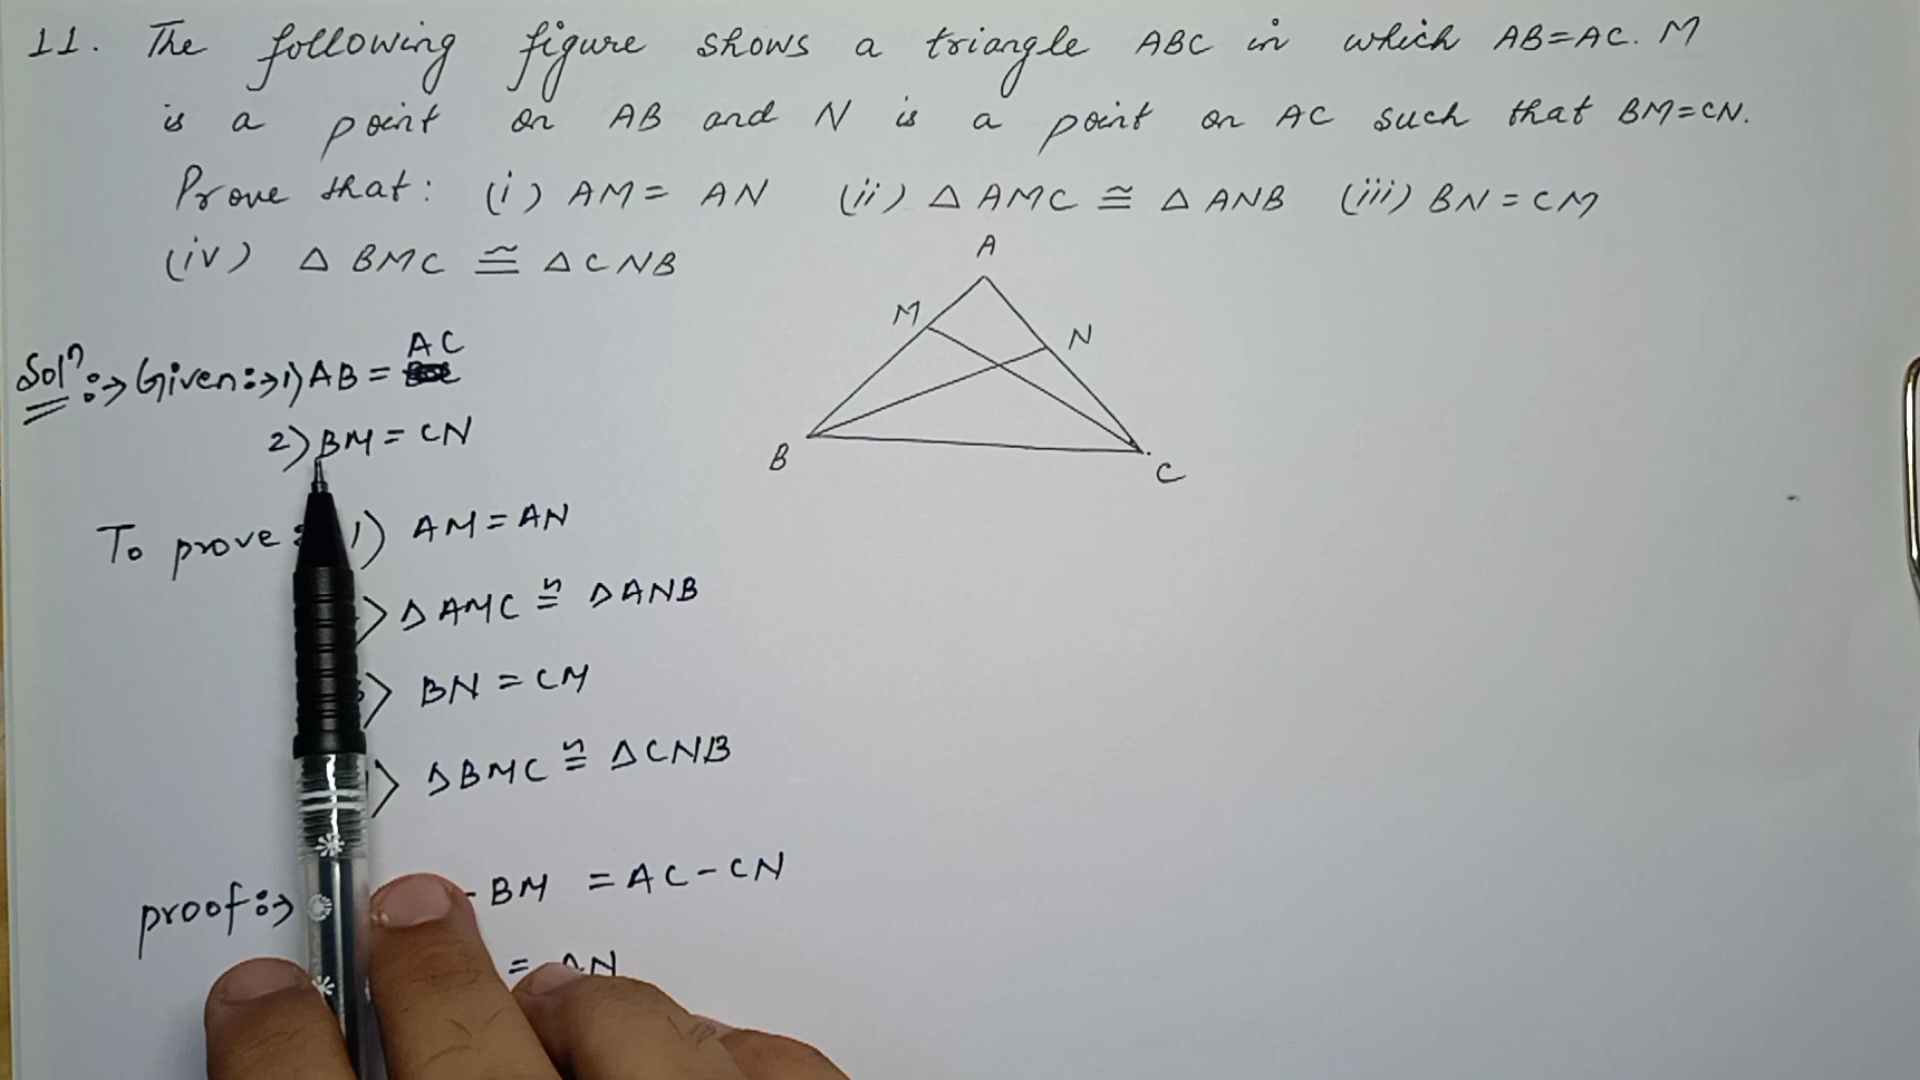 11. The following figure shows a triangle ABC in which AB=AC. M
is a point on AB and N is a point on AC such that BM=CN.
Prove that: (i) AM = AN (ii) △AMC ≅ △ANB (iii) BN = CM
(iv) △BMC ≅ △CNB
A
M
N
B
C
Solⁿ:→ Given:→ 1) AB = AC
2) BM = CN
To prove : 1) AM = AN
> △AMC ≅ △ANB
> BN = CM
> △BMC ≅ △CNB
proof:→ - BM = AC - CN
= AN